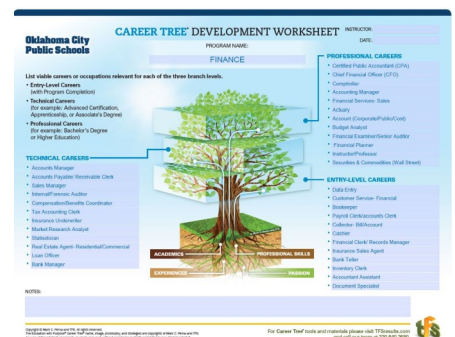 Oklahoma City
Public Schools
CAREER TREE® DEVELOPMENT WORKSHEET
INSTRUCTOR:
DATE:
PROGRAM NAME:
FINANCE
List viable careers or occupations relevant for each of the three branch levels.
• Entry-Level Careers
(with Program Completion)
• Technical Careers
(for example: Advanced Certification,
Apprenticeship, or Associate's Degree)
• Professional Careers
(for example: Bachelor's Degree
or Higher Education)
TECHNICAL CAREERS
* Accounts Manager
* Accounts Payable/ Receivable Clerk
* Sales Manager
* Internal/Forensic Auditor
* Compensation/Benefits Coordinator
* Tax Accounting Clerk
* Insurance Underwriter
* Market Research Analyst
* Statistician
* Real Estate Agent- Residential/Commercial
* Loan Officer
* Bank Manager
PROFESSIONAL CAREERS
* Certified Public Accountant (CPA)
* Chief Financial Officer (CFO)
* Comptroller
* Accounting Manager
* Financial Services- Sales
* Actuary
* Account (Corporate/Public/Cost)
* Budget Analyst
* Financial Examiner/Senior Auditor
* Financial Planner
* Instructor/Professor
* Securities & Commodities (Wall Street)
ENTRY-LEVEL CAREERS
* Data Entry
* Customer Service- Financial
* Bookeeper
* Payroll Clerk/accounts Clerk
* Collector- Bill/Account
* Cashier
* Financial Clerk/ Records Manager
* Insurance Sales Agent
* Bank Teller
* Inventory Clerk
* Accountant Assistant
* Document Specialist
ACADEMICS
PROFESSIONAL SKILLS
EXPERIENCES
PASSION
NOTES:
For Career Tree® tools and materials please visit TFSresults.com
tfs